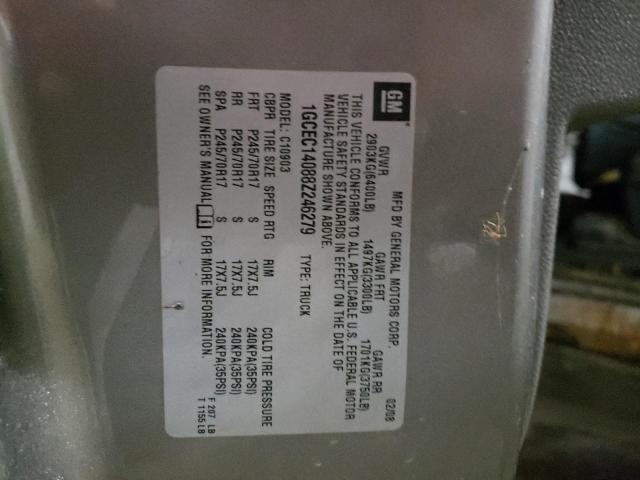 GM
MFD BY GENERAL MOTORS CORP. 02/08
GVWR GAWR FRT GAWR RR
2903KG(6400LB) 1497KG(3300LB) 1701KG(3750LB)
THIS VEHICLE CONFORMS TO ALL APPLICABLE U.S. FEDERAL MOTOR
VEHICLE SAFETY STANDARDS IN EFFECT ON THE DATE OF
MANUFACTURE SHOWN ABOVE.
1GCEC14088Z246279 TYPE: TRUCK
MODEL: C10903
CBPR TIRE SIZE SPEED RTG RIM COLD TIRE PRESSURE
FRT P245/70R17 S 17X7.5J 240KPA(35PSI)
RR P245/70R17 S 17X7.5J 240KPA(35PSI)
SPA P245/70R17 S 17X7.5J 240KPA(35PSI)
SEE OWNER'S MANUAL FOR MORE INFORMATION.
F 207 LB
T 1155 LB